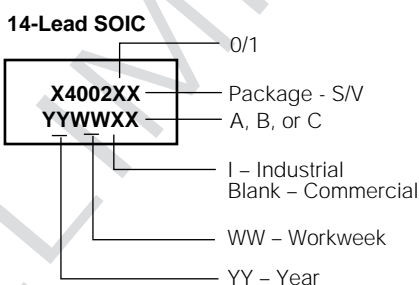 14-Lead SOIC
0/1
X4002XX
Package - S/V
YYWWXX
A, B, or C
I – Industrial
Blank – Commercial
WW – Workweek
YY – Year